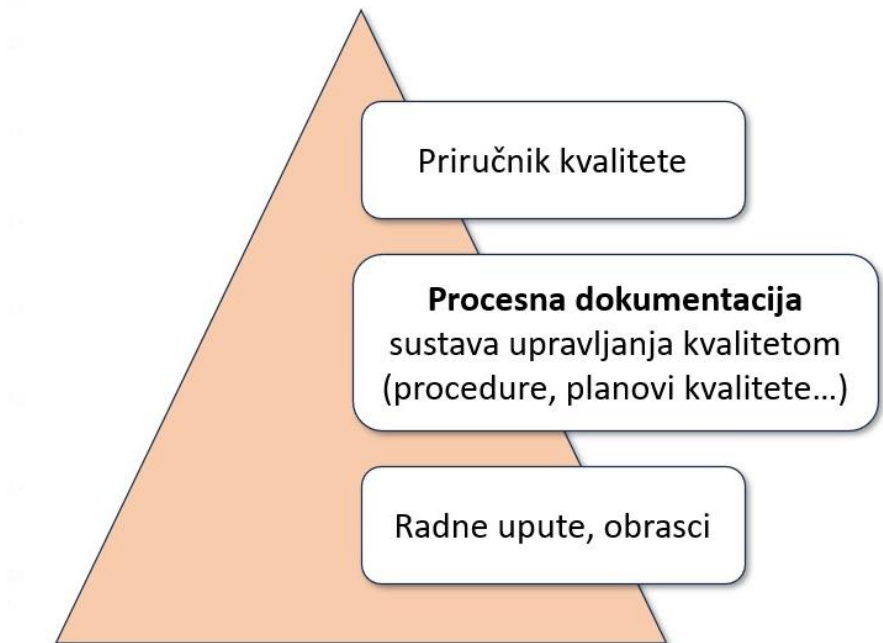 Priručnik kvalitete
Procesna dokumentacija
sustava upravljanja kvalitetom
(procedure, planovi kvalitete…)
Radne upute, obrasci